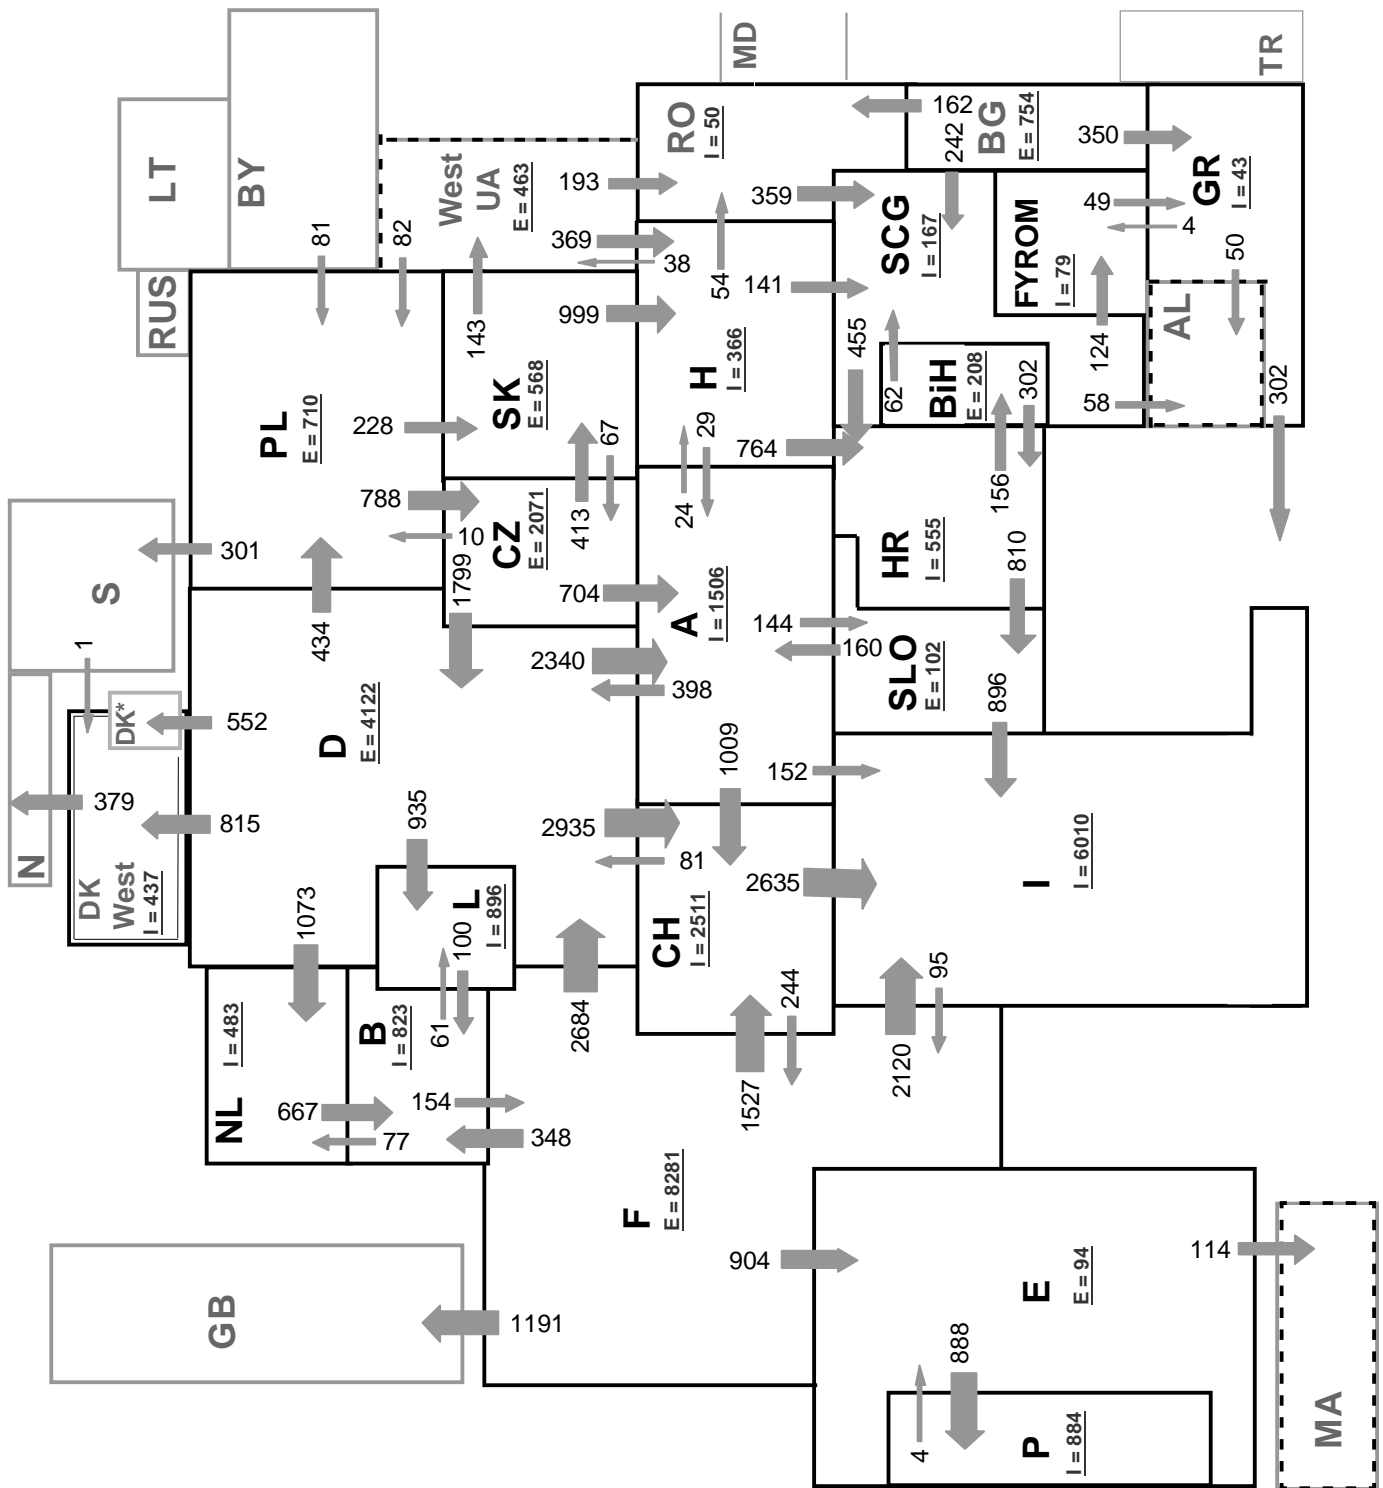 MD
TR
LT
BY
RO
I = 50
162
BG
E = 754
242
350
West
UA
E = 463
193
359
SCG
I = 167
FYROM
I = 79
49
4
GR
I = 43
50
81
82
369
38
RUS
143
999
54
141
455
124
AL
302
PL
E = 710
228
SK
E = 568
H
I = 366
62
BiH
E = 208
302
58
67
29
764
788
10
CZ
E = 2071
413
24
156
S
301
1799
704
HR
I = 555
810
1
434
A
I = 1506
144
160
SLO
E = 102
2340
398
896
DK*
552
D
E = 4122
1009
152
N
379
815
935
2935
81
2635
I
I = 6010
DK
West
I = 437
1073
L
I = 896
100
CH
I = 2511
244
95
NL
I = 483
B
I = 823
61
2684
1527
2120
667
77
154
348
F
E = 8281
904
E
E = 94
114
GB
1191
888
4
P
I = 884
MA